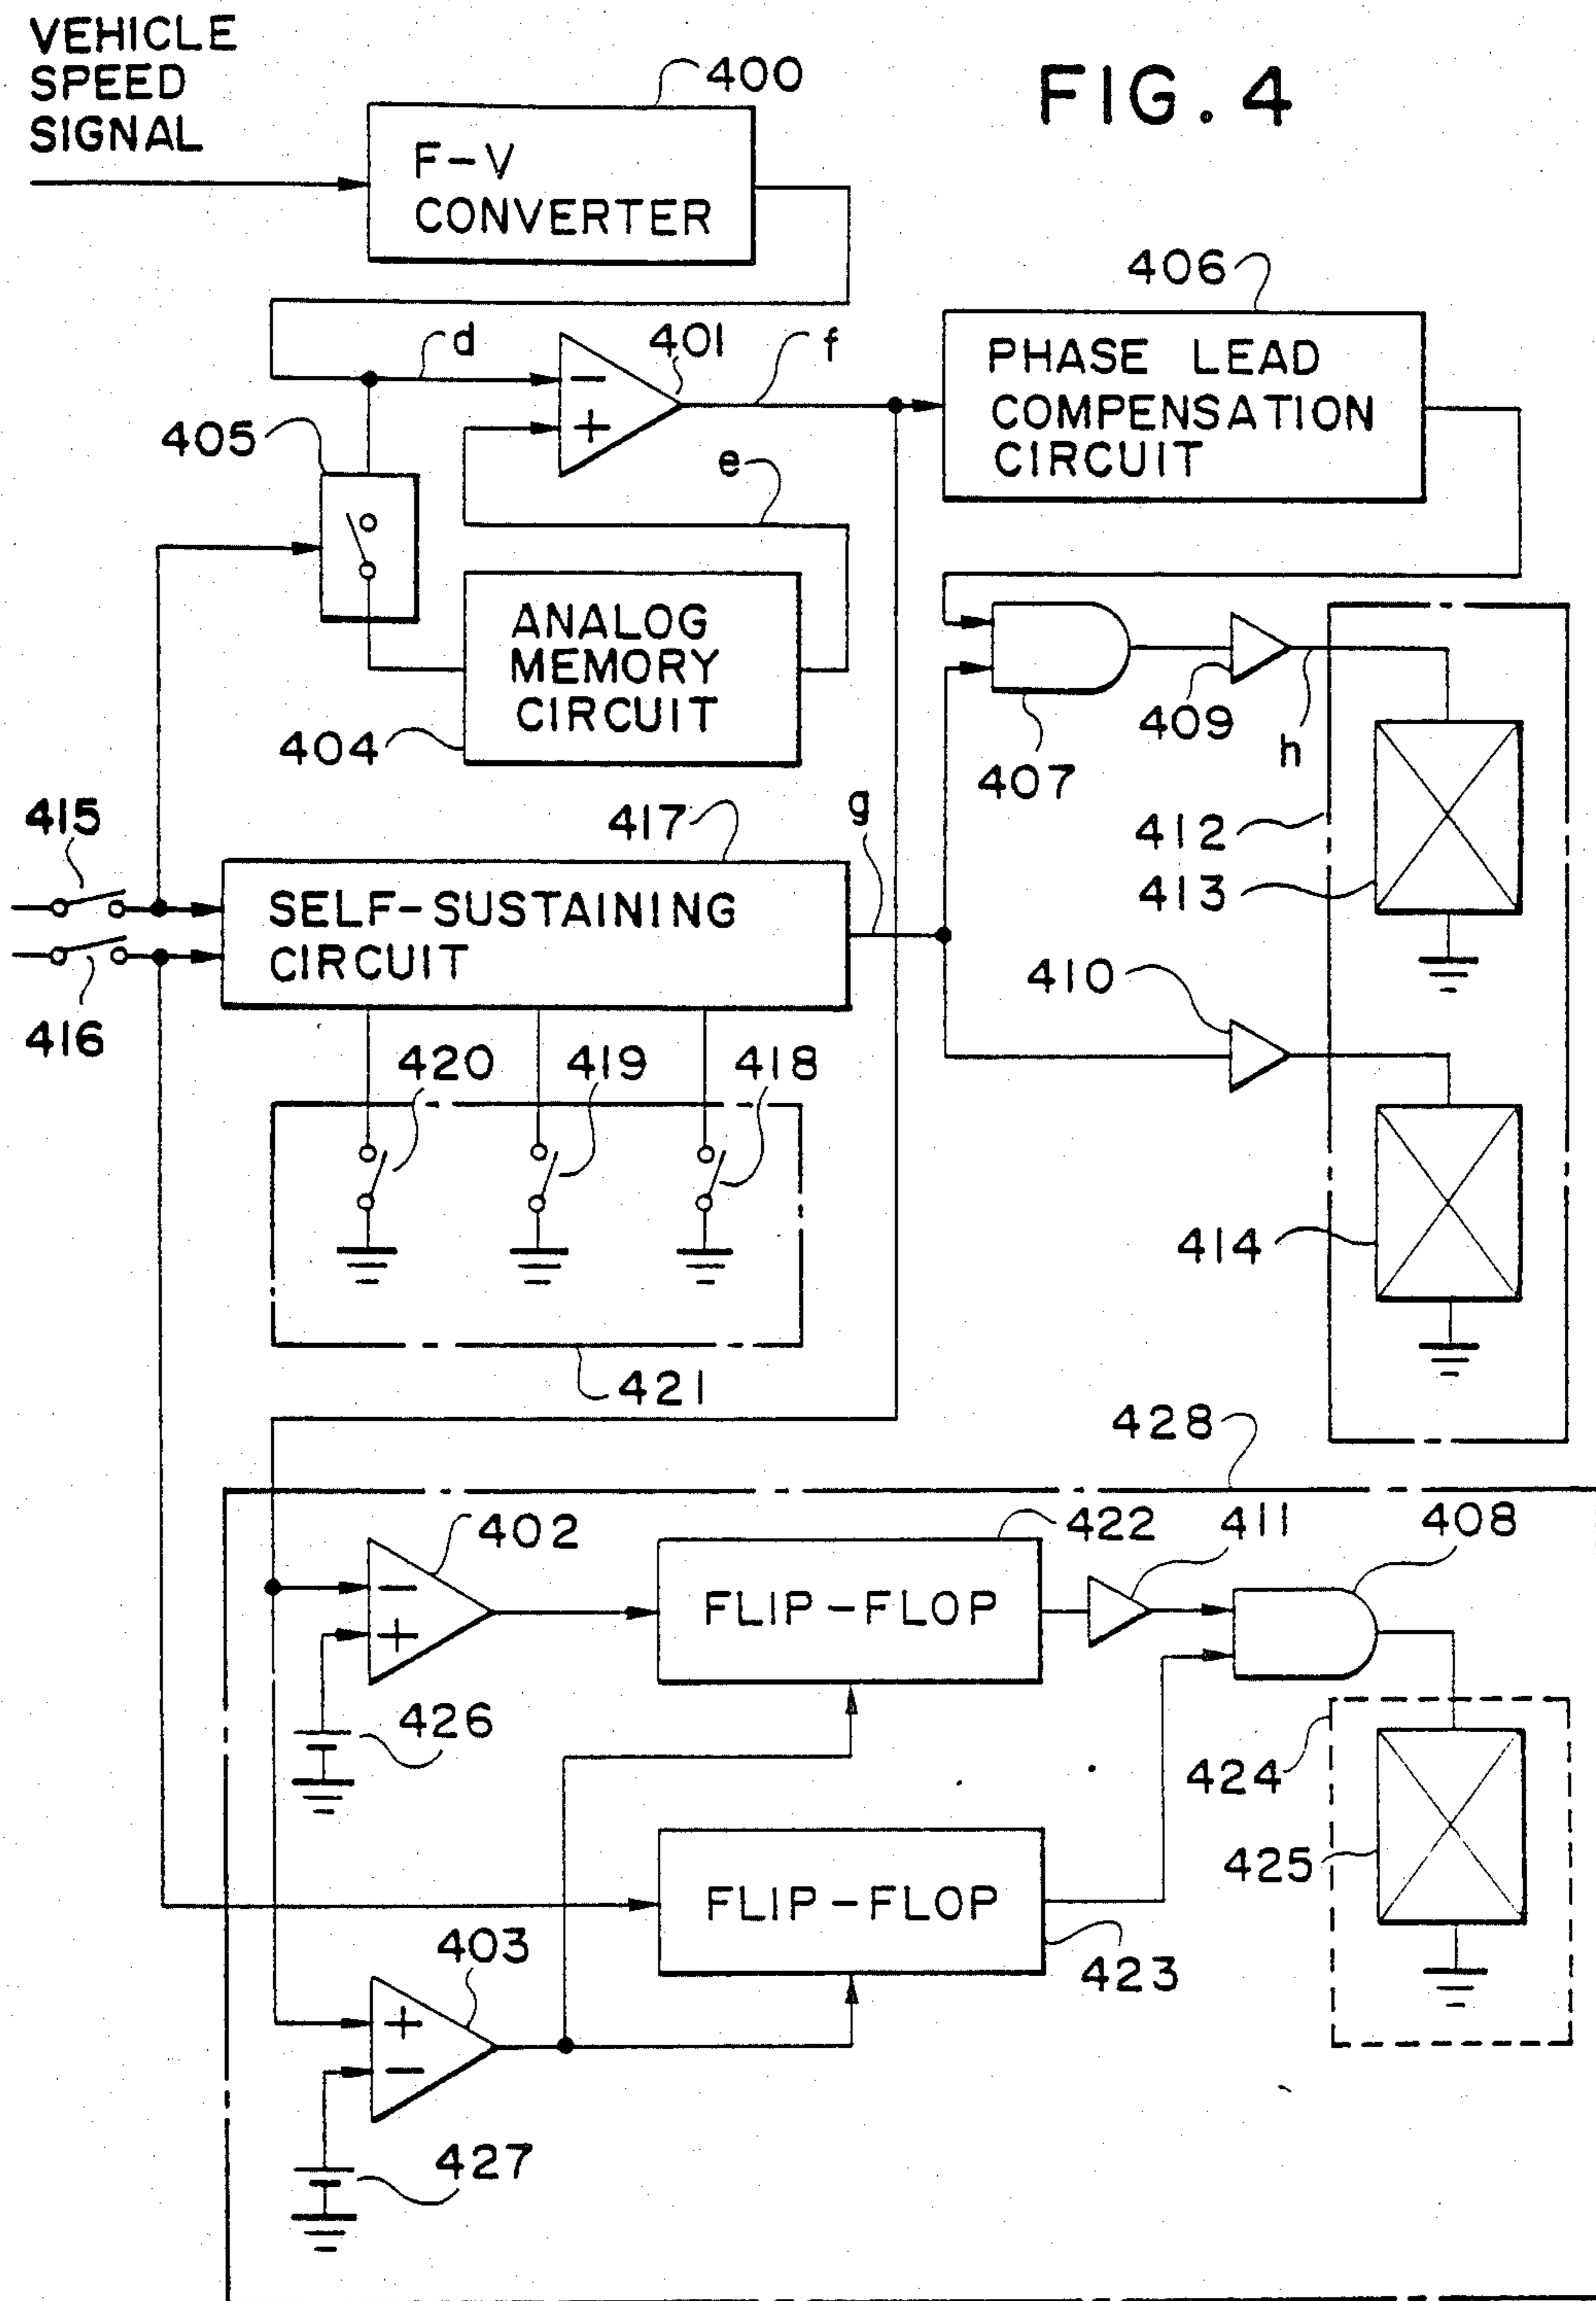 VEHICLE
SPEED
SIGNAL
400
FIG. 4
F-V
CONVERTER
406
d
401
f
PHASE LEAD
COMPENSATION
CIRCUIT
−
+
405
e
ANALOG
MEMORY
CIRCUIT
404
409
h
407
415
417
g
412
413
SELF-SUSTAINING
CIRCUIT
410
416
420
419
418
414
421
428
402
422
411
408
−
+
FLIP-FLOP
426
424
425
FLIP-FLOP
403
423
+
−
427